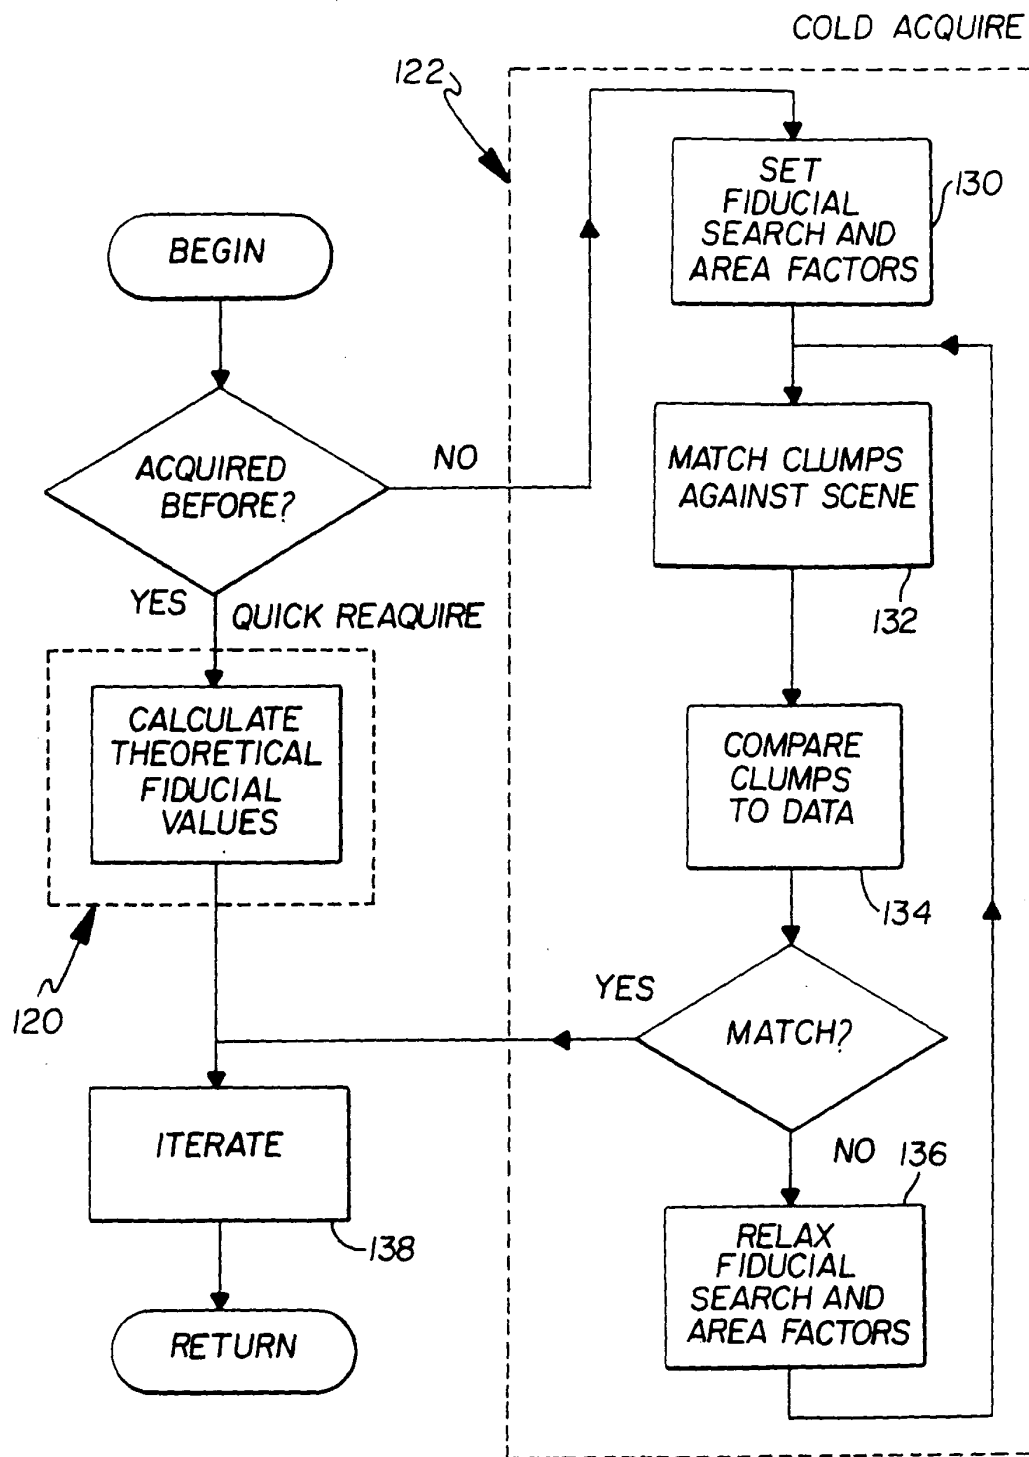 COLD ACQUIRE
122
SET
FIDUCIAL
SEARCH AND
AREA FACTORS
130
BEGIN
ACQUIRED
BEFORE?
NO
MATCH CLUMPS
AGAINST SCENE
132
YES
QUICK REAQUIRE
CALCULATE
THEORETICAL
FIDUCIAL
VALUES
COMPARE
CLUMPS
TO DATA
134
120
YES
MATCH?
NO
136
ITERATE
138
RELAX
FIDUCIAL
SEARCH AND
AREA FACTORS
RETURN